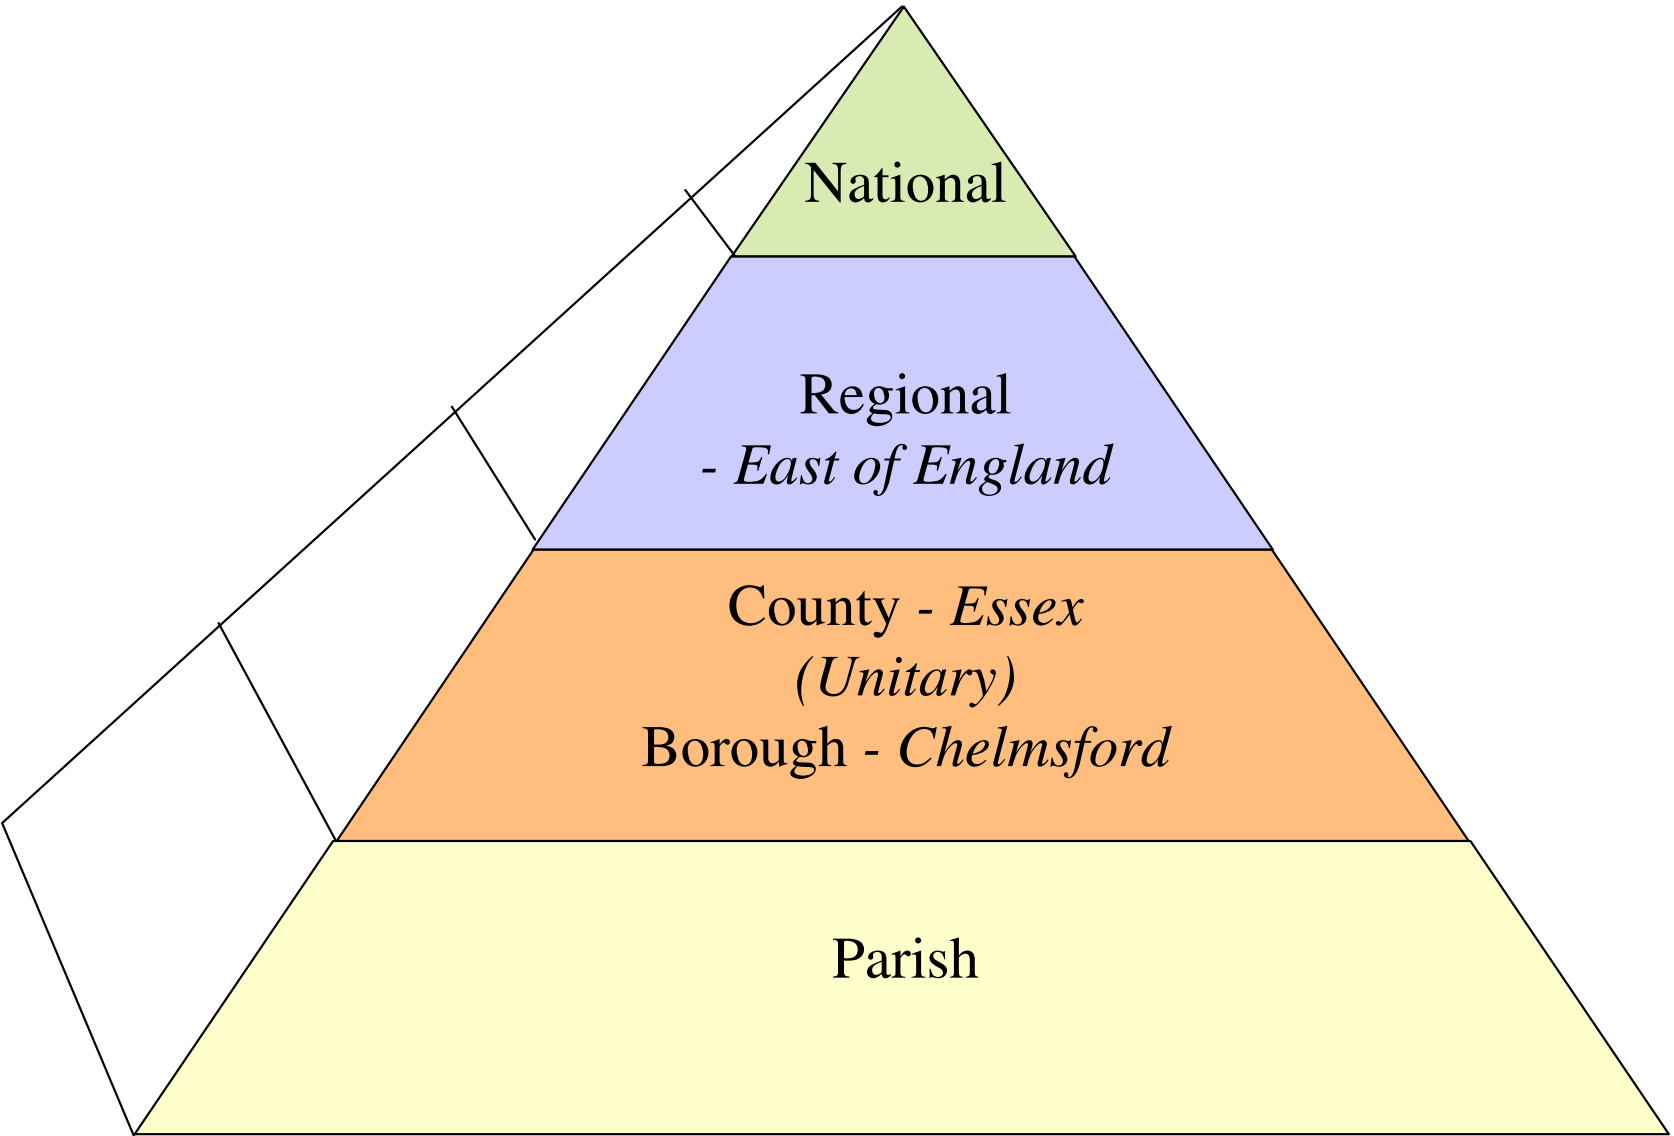 National
Regional
- East of England
County - Essex
(Unitary)
Borough - Chelmsford
Parish